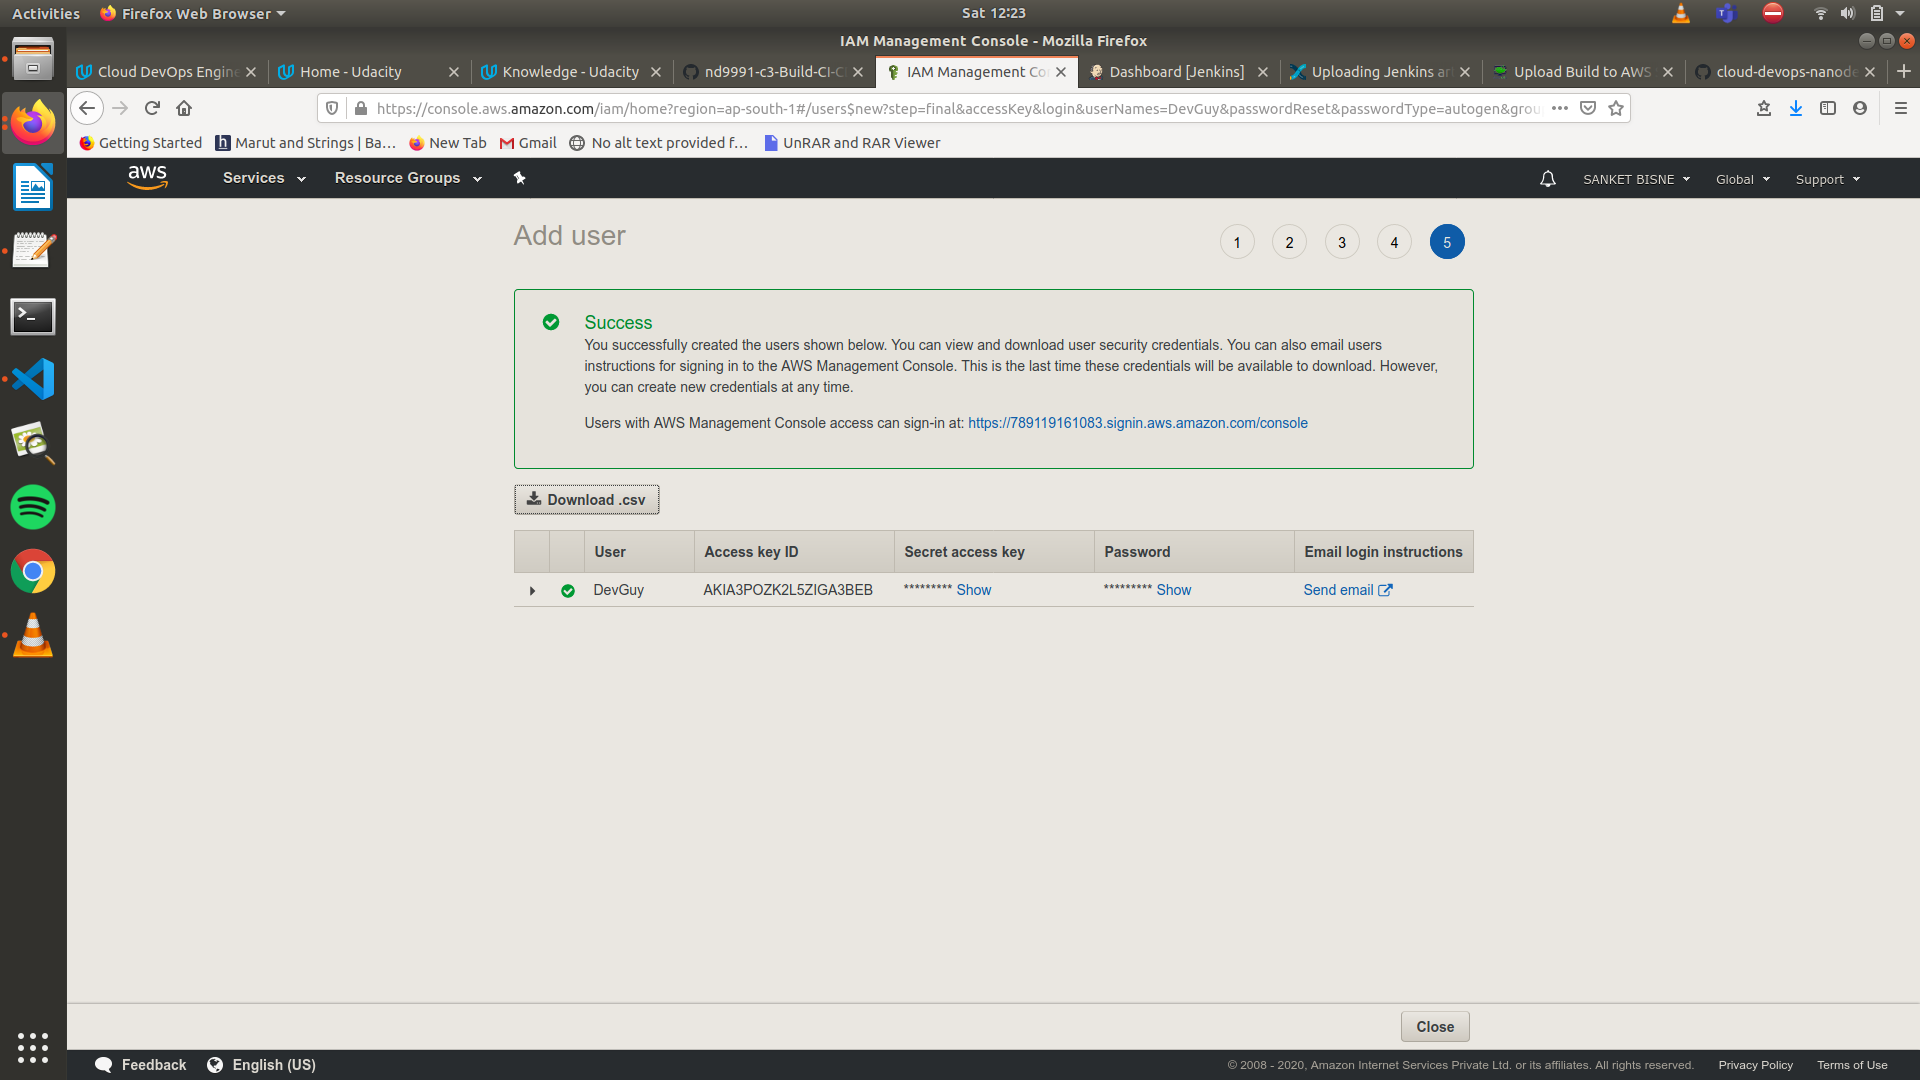 Activities
Firefox Web Browser
Sat 12:23
IAM Management Console - Mozilla Firefox
Cloud DevOps Engine
Home - Udacity
Knowledge - Udacity
nd9991-c3-Build-CI-C
IAM Management Co
Dashboard [Jenkins]
Uploading Jenkins ar
Upload Build to AWS
cloud-devops-nanode
https://console.aws.amazon.com/iam/home?region=ap-south-1#/users$new?step=final&accessKey&login&userNames=DevGuy&passwordReset&passwordType=autogen&grou
Getting Started
Marut and Strings | Ba...
New Tab
Gmail
No alt text provided f...
UnRAR and RAR Viewer
aws
Services
Resource Groups
SANKET BISNE
Global
Support
Add user
1
2
3
4
5
Success
You successfully created the users shown below. You can view and download user security credentials. You can also email users
instructions for signing in to the AWS Management Console. This is the last time these credentials will be available to download. However,
you can create new credentials at any time.
Users with AWS Management Console access can sign-in at: https://789119161083.signin.aws.amazon.com/console
Download .csv
User Access key ID Secret access key Password Email login instructions
DevGuy AKIA3POZK2L5ZIGA3BEB ********* Show ********* Show Send email
Close
Feedback
English (US)
© 2008 - 2020, Amazon Internet Services Private Ltd. or its affiliates. All rights reserved.
Privacy Policy
Terms of Use